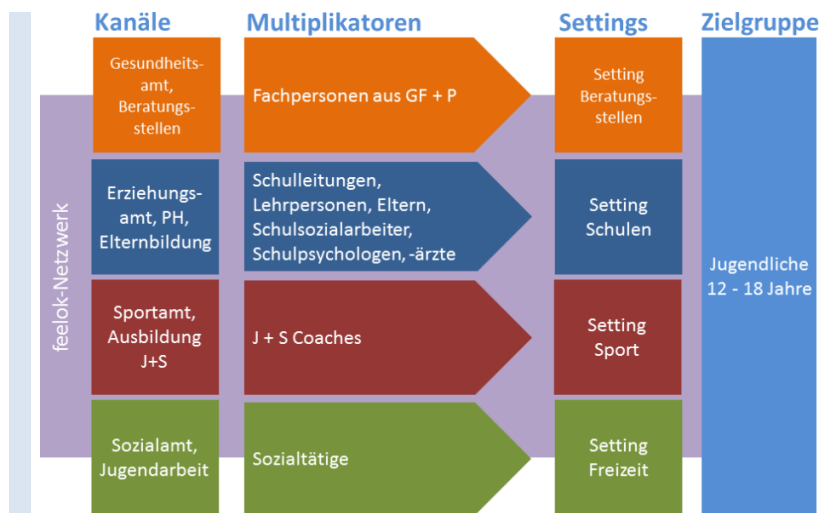 Kanäle
Multiplikatoren
Settings
Zielgruppe
feelok-Netzwerk
Gesundheits-
amt,
Beratungs-
stellen
Fachpersonen aus GF + P
Setting
Beratungs-
stellen
Erziehungs-
amt, PH,
Elternbildung
Schulleitungen,
Lehrpersonen, Eltern,
Schulsozialarbeiter,
Schulpsychologen, -ärzte
Setting
Schulen
Sportamt,
Ausbildung
J+S
J + S Coaches
Setting
Sport
Sozialamt,
Jugendarbeit
Sozialtätige
Setting
Freizeit
Jugendliche
12 - 18 Jahre